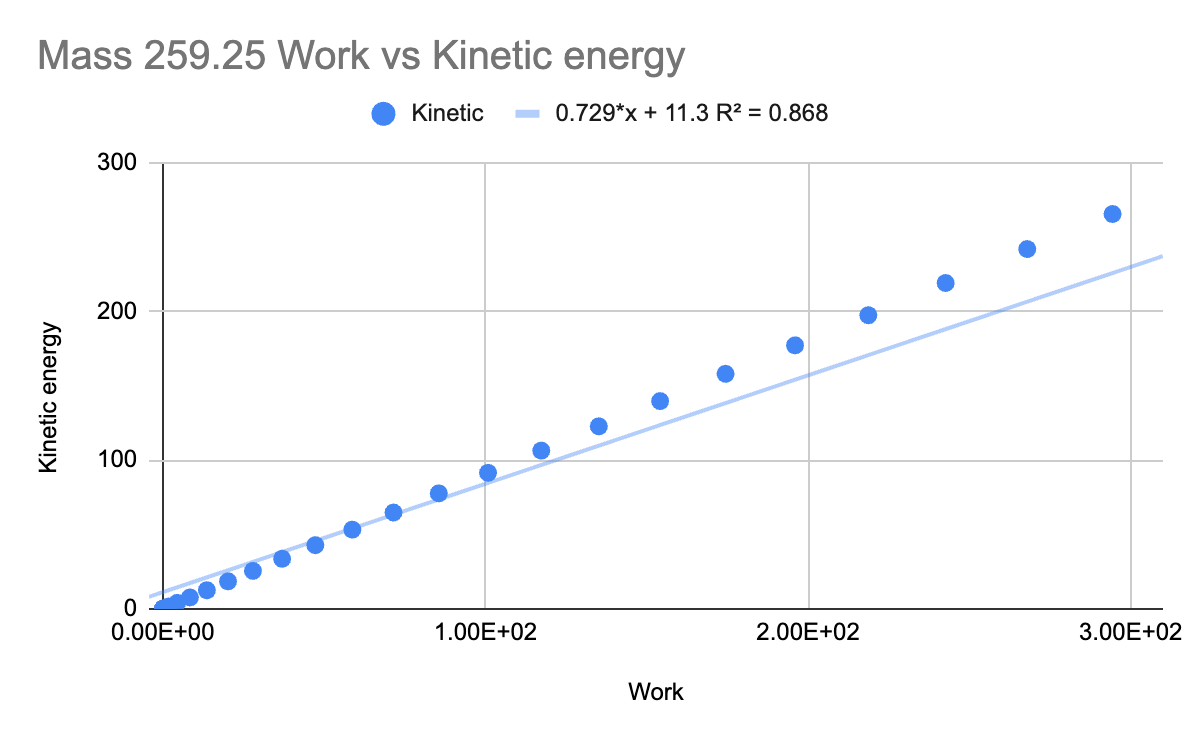 Mass 259.25 Work vs Kinetic energy
Kinetic 0.729*x + 11.3 R² = 0.868
300
200
100
0
Kinetic energy
0.00E+00 1.00E+02 2.00E+02 3.00E+02
Work